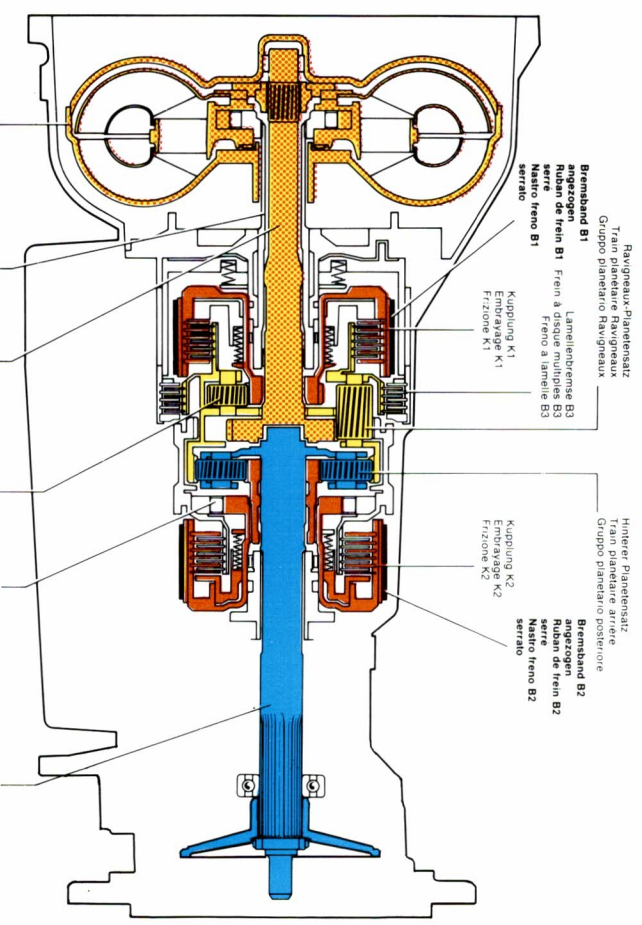 Ravigneaux-Planetensatz
Train planétaire Ravigneaux
Gruppo planetario Ravigneaux
Hinterer Planetensatz
Train planétaire arrière
Gruppo planetario posteriore
Bremsband B1
angezogen
Ruban de frein B1
serré
Nastro freno B1
serrato
Lamellenbremse B3
Frein à disque multiples B3
Freno a lamelle B3
Bremsband B2
angezogen
Ruban de frein B2
serre
Nastro freno B2
serrato
Kupplung K1
Embrayage K1
Frizione K1
Kupplung K2
Embrayage K2
Frizione K2